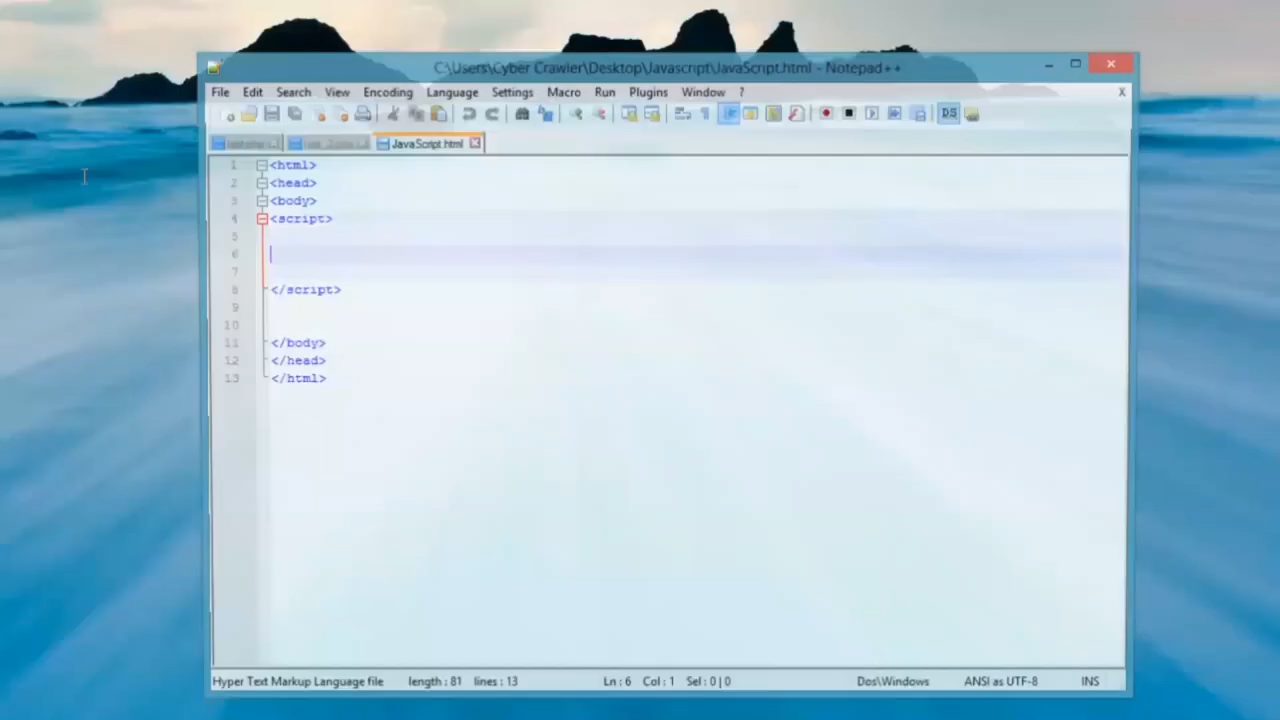 C:\Users\Cyber Crawler\Desktop\Javascript\JavaScript.html - Notepad++
File Edit Search View Encoding Language Settings Macro Run Plugins Window ? X
JavaScript.html
1 <html>
2 <head>
3 <body>
4 <script>
5
6
7
8 </script>
9
10
11 </body>
12 </head>
13 </html>
Hyper Text Markup Language file length : 81 lines : 13 Ln : 6 Col : 1 Sel : 0 | 0 Dos\Windows ANSI as UTF-8 INS